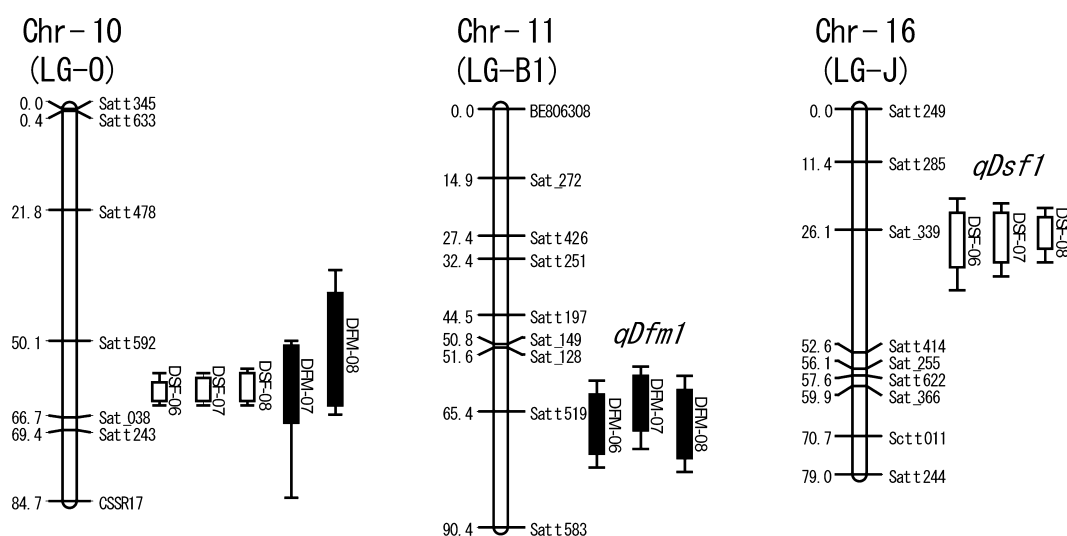 Chr-10
(LG-O)
0.0 Satt345
0.4 Satt633
21.8 Satt478
50.1 Satt592
66.7 Sat_038
69.4 Satt243
84.7 CSSR17
DSF-06
DSF-07
DSF-08
DFM-07
DFM-08
Chr-11
(LG-B1)
0.0 BE806308
14.9 Sat_272
27.4 Satt426
32.4 Satt251
44.5 Satt197
50.8 Sat_149
51.6 Sat_128
65.4 Satt519
90.4 Satt583
qDfm1
DFM-06
DFM-07
DFM-08
Chr-16
(LG-J)
0.0 Satt249
11.4 Satt285
26.1 Sat_339
52.6 Satt414
56.1 Sat_255
57.6 Satt622
59.9 Sat_366
70.7 Sctt011
79.0 Satt244
qDsf1
DSF-06
DSF-07
DSF-08